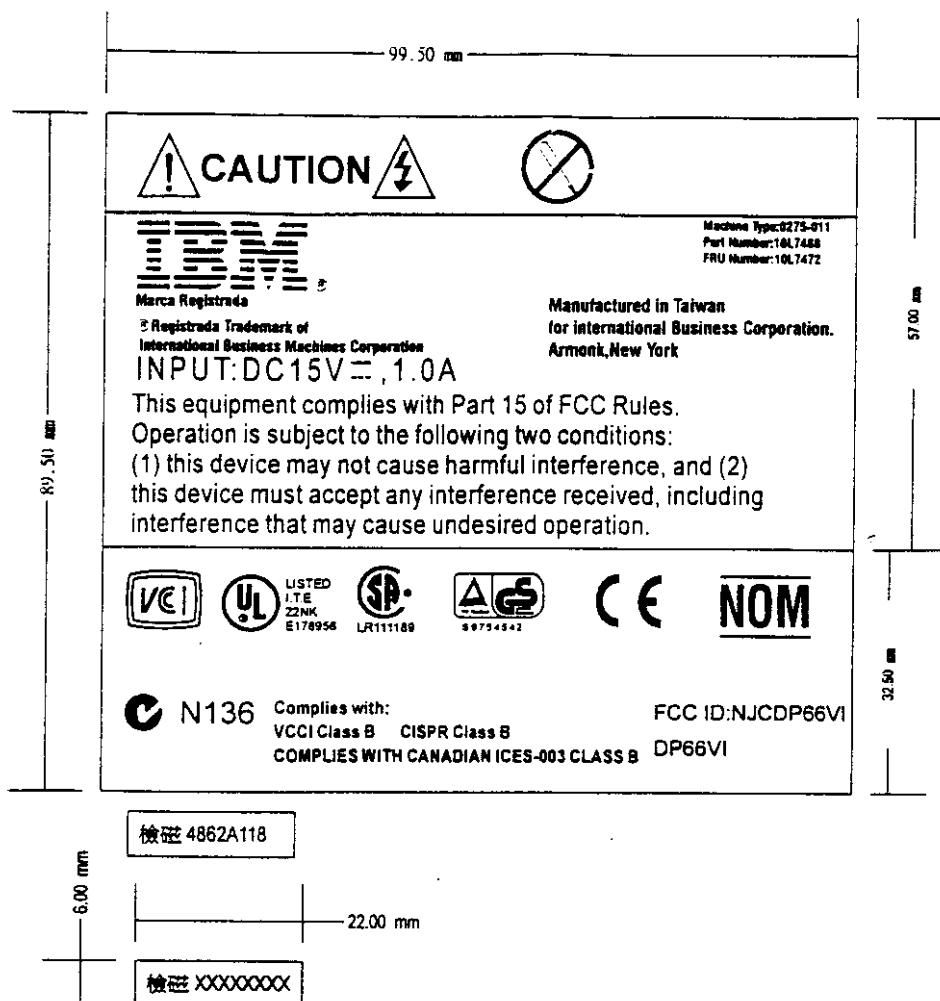 99.50 mm
CAUTION
IBM ®
Machine Type:0275-011
Part Number:10L7468
FRU Number:10L7472
Marca Registrada
® Registrada Trademark of
International Business Machines Corporation
Manufactured in Taiwan
for international Business Corporation.
Armonk,New York
INPUT:DC15V ⎓,1.0A
This equipment complies with Part 15 of FCC Rules.
Operation is subject to the following two conditions:
(1) this device may not cause harmful interference, and (2)
this device must accept any interference received, including
interference that may cause undesired operation.
89.50 mm
57.00 mm
VCI
UL
LISTED
I.T.E
22NK
E178956
SA
LR111189
GS
S9754542
CE
NOM
32.50 mm
N136
Complies with:
VCCI Class B CISPR Class B
COMPLIES WITH CANADIAN ICES-003 CLASS B
FCC ID:NJCDP66VI
DP66VI
檢磁 4862A118
6.00 mm
22.00 mm
檢磁 XXXXXXXX